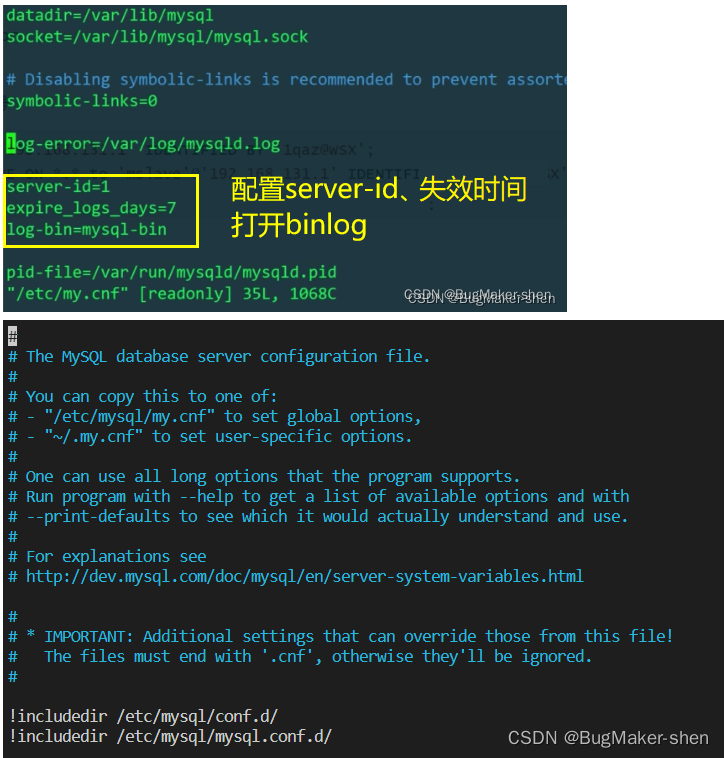 datadir=/var/lib/mysql
socket=/var/lib/mysql/mysql.sock
# Disabling symbolic-links is recommended to prevent assorte
symbolic-links=0
log-error=/var/log/mysqld.log
server-id=1
expire_logs_days=7
log-bin=mysql-bin
配置server-id、失效时间
打开binlog
pid-file=/var/run/mysqld/mysqld.pid
"/etc/my.cnf" [readonly] 35L, 1068C
CSDN @BugMaker-shen
CSDN @BugMaker-shen
#
# The MySQL database server configuration file.
#
# You can copy this to one of:
# - "/etc/mysql/my.cnf" to set global options,
# - "~/.my.cnf" to set user-specific options.
#
# One can use all long options that the program supports.
# Run program with --help to get a list of available options and with
# --print-defaults to see which it would actually understand and use.
#
# For explanations see
# http://dev.mysql.com/doc/mysql/en/server-system-variables.html
#
# * IMPORTANT: Additional settings that can override those from this file!
#   The files must end with '.cnf', otherwise they'll be ignored.
#
!includedir /etc/mysql/conf.d/
!includedir /etc/mysql/mysql.conf.d/
CSDN @BugMaker-shen